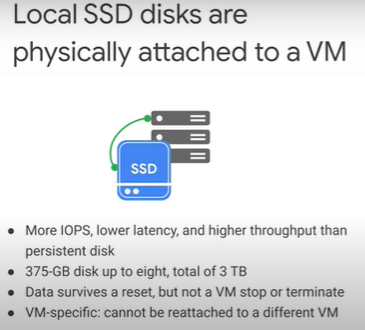 Local SSD disks are
physically attached to a VM
SSD
• More IOPS, lower latency, and higher throughput than
persistent disk
• 375-GB disk up to eight, total of 3 TB
• Data survives a reset, but not a VM stop or terminate
• VM-specific: cannot be reattached to a different VM